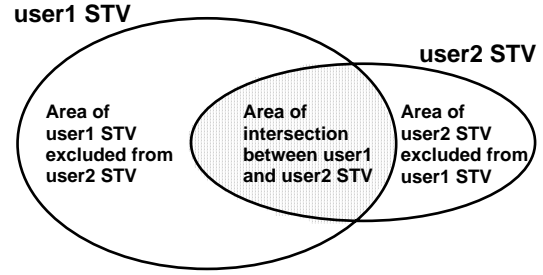 user1 STV
user2 STV
Area of
user1 STV
excluded from
user2 STV
Area of
intersection
between user1
and user2 STV
Area of
user2 STV
excluded from
user1 STV